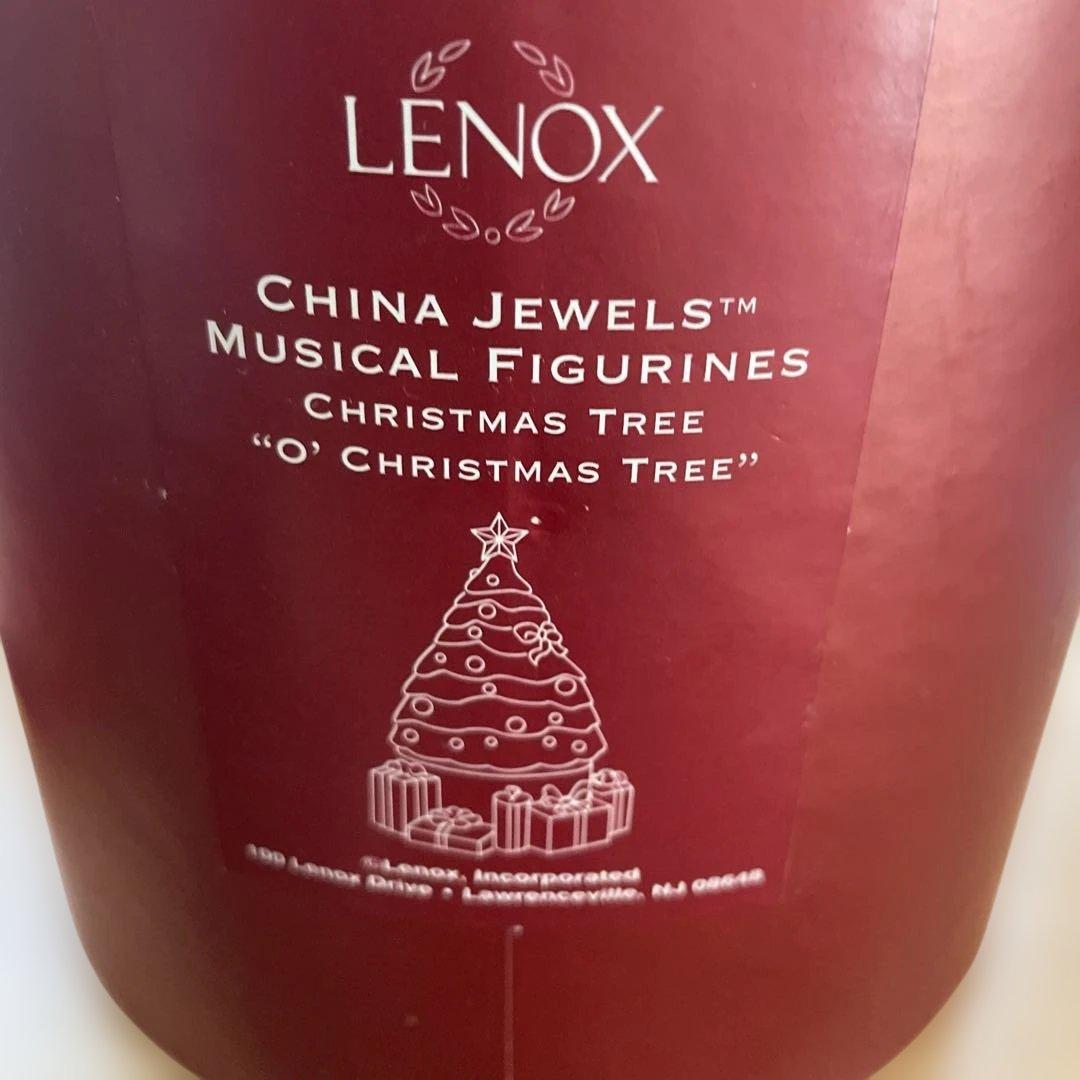 LENOX
CHINA JEWELS™
MUSICAL FIGURINES
CHRISTMAS TREE
“O’ CHRISTMAS TREE”
©Lenox, Incorporated
100 Lenox Drive • Lawrenceville, NJ 08648